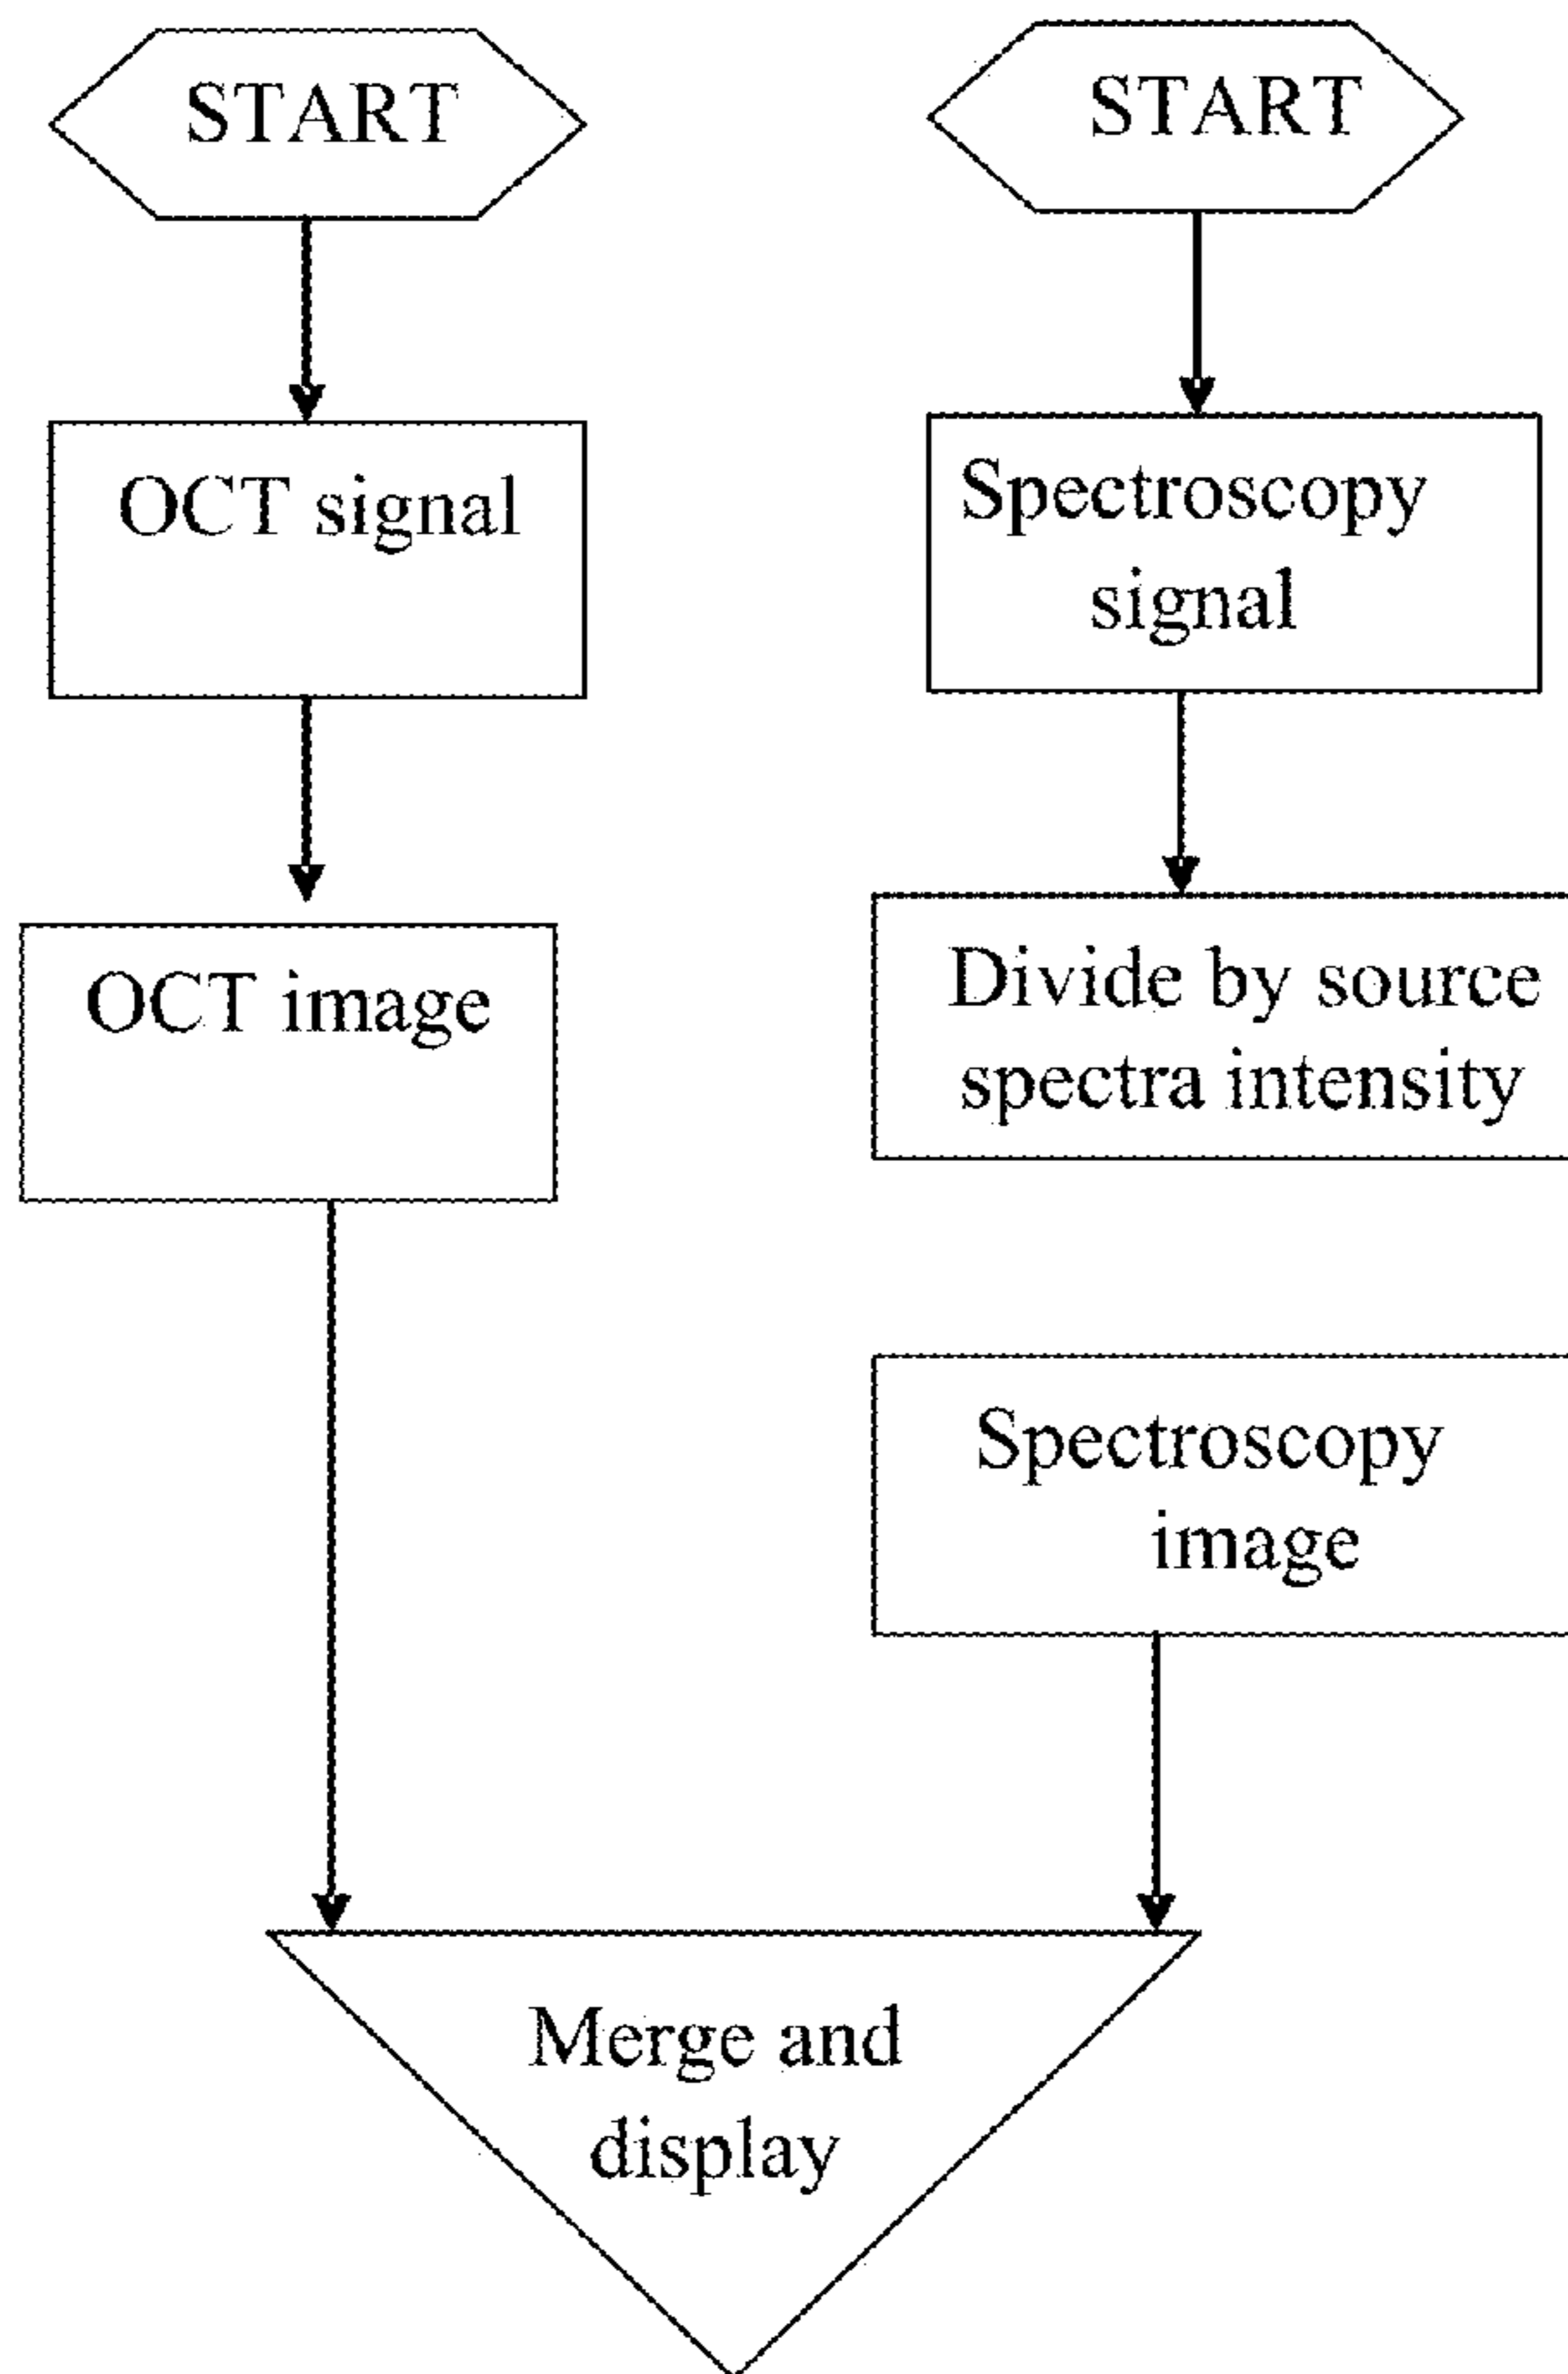 START
OCT signal
OCT image
START
Spectroscopy
signal
Divide by source
spectra intensity
Spectroscopy
image
Merge and
display